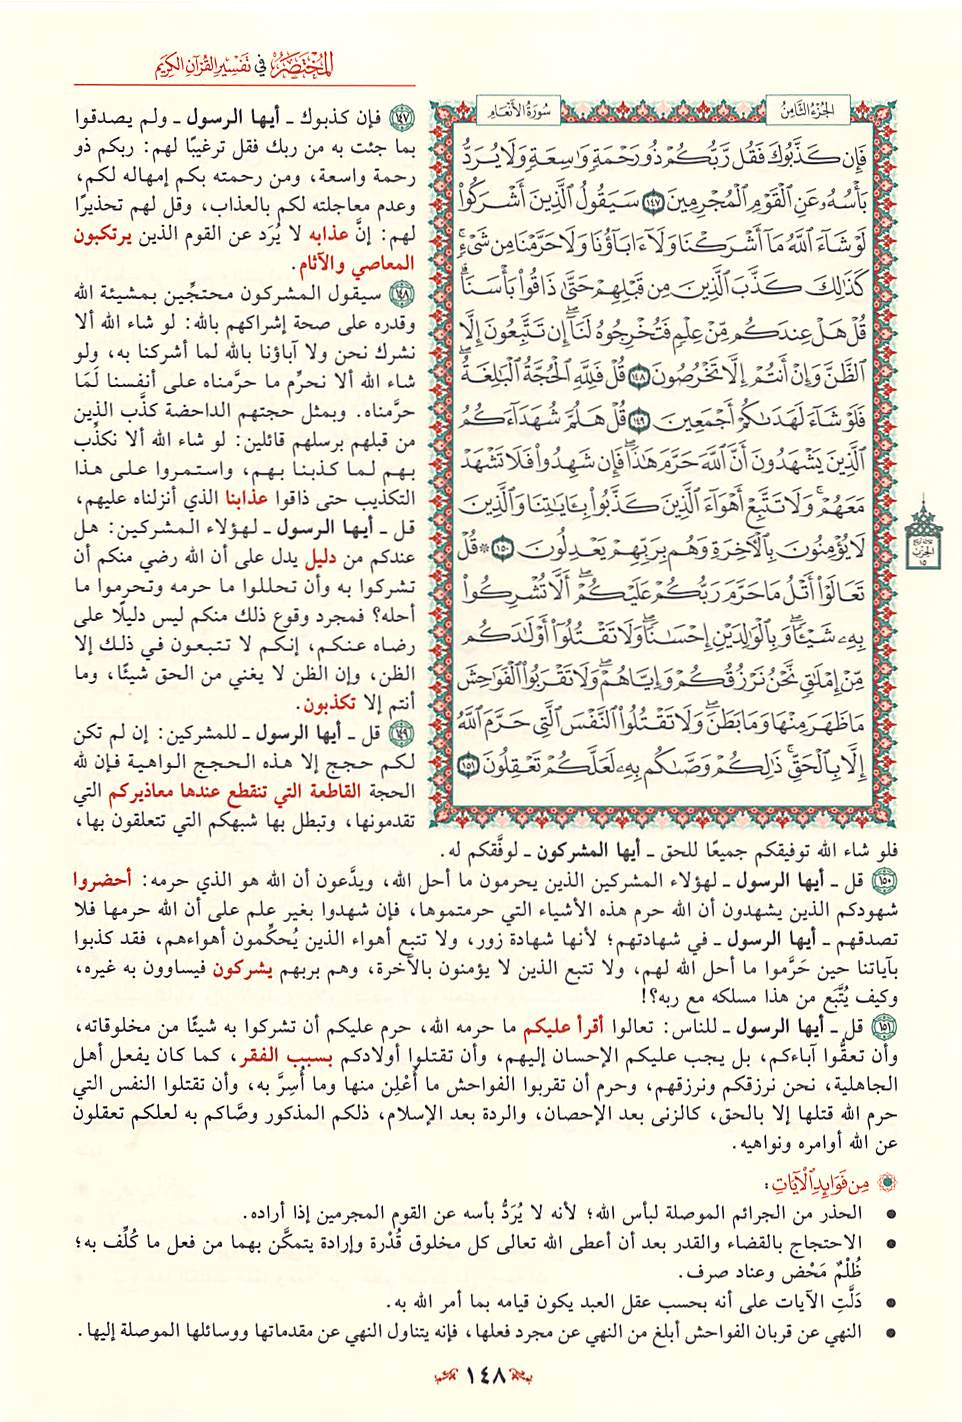 المختصر في تفسير القرآن الكريم
الجزء الثامن
سورة الأنعام
فَإِن كَذَّبُوكَ فَقُل رَّبُّكُمْ ذُو رَحْمَةٍ وَاسِعَةٍ وَلَا يُرَدُّ
بَأْسُهُۥ عَنِ ٱلْقَوْمِ ٱلْمُجْرِمِينَ ١٤٧ سَيَقُولُ ٱلَّذِينَ أَشْرَكُوا۟
لَوْ شَآءَ ٱللَّهُ مَآ أَشْرَكْنَا وَلَآ ءَابَآؤُنَا وَلَا حَرَّمْنَا مِن شَىْءٍۚ
كَذَٰلِكَ كَذَّبَ ٱلَّذِينَ مِن قَبْلِهِمْ حَتَّىٰ ذَاقُوا۟ بَأْسَنَاۗ
قُلْ هَلْ عِندَكُم مِّنْ عِلْمٍ فَتُخْرِجُوهُ لَنَآۖ إِن تَتَّبِعُونَ إِلَّا
ٱلظَّنَّ وَإِنْ أَنتُمْ إِلَّا تَخْرُصُونَ ١٤٨ قُلْ فَلِلَّهِ ٱلْحُجَّةُ ٱلْبَٰلِغَةُۖ
فَلَوْ شَآءَ لَهَدَىٰكُمْ أَجْمَعِينَ ١٤٩ قُلْ هَلُمَّ شُهَدَآءَكُمُ
ٱلَّذِينَ يَشْهَدُونَ أَنَّ ٱللَّهَ حَرَّمَ هَٰذَاۖ فَإِن شَهِدُوا۟ فَلَا تَشْهَدْ
مَعَهُمْۚ وَلَا تَتَّبِعْ أَهْوَآءَ ٱلَّذِينَ كَذَّبُوا۟ بِـَٔايَٰتِنَا وَٱلَّذِينَ
لَا يُؤْمِنُونَ بِٱلْـَٔاخِرَةِ وَهُم بِرَبِّهِمْ يَعْدِلُونَ ١٥٠ ۞ قُلْ
تَعَالَوْا۟ أَتْلُ مَا حَرَّمَ رَبُّكُمْ عَلَيْكُمْۖ أَلَّا تُشْرِكُوا۟
بِهِۦ شَيْـًٔاۖ وَبِٱلْوَٰلِدَيْنِ إِحْسَٰنًاۖ وَلَا تَقْتُلُوٓا۟ أَوْلَٰدَكُم
مِّنْ إِمْلَٰقٍۖ نَّحْنُ نَرْزُقُكُمْ وَإِيَّاهُمْۖ وَلَا تَقْرَبُوا۟ ٱلْفَوَٰحِشَ
مَا ظَهَرَ مِنْهَا وَمَا بَطَنَۖ وَلَا تَقْتُلُوا۟ ٱلنَّفْسَ ٱلَّتِى حَرَّمَ ٱللَّهُ
إِلَّا بِٱلْحَقِّۚ ذَٰلِكُمْ وَصَّىٰكُم بِهِۦ لَعَلَّكُمْ تَعْقِلُونَ ١٥١
١٤٧ فإن كذبوك ـ أيها الرسول ـ ولم يصدقوا
بما جئت به من ربك فقل ترغيبًا لهم: ربكم ذو
رحمة واسعة، ومن رحمته بكم إمهاله لكم،
وعدم معاجلته لكم بالعذاب، وقل لهم تحذيرًا
لهم: إنَّ عذابه لا يُرَد عن القوم الذين يرتكبون
المعاصي والآثام.
١٤٨ سيقول المشركون محتجِّين بمشيئة الله
وقدره على صحة إشراكهم بالله: لو شاء الله ألا
نشرك نحن ولا آباؤنا بالله لما أشركنا به، ولو
شاء الله ألا نحرِّم ما حرَّمناه على أنفسنا لَمَا
حرَّمناه. وبمثل حجتهم الداحضة كذَّب الذين
من قبلهم برسلهم قائلين: لو شاء الله ألا نكذِّب
بهم لما كذبنا بهم، واستمروا على هذا
التكذيب حتى ذاقوا عذابنا الذي أنزلناه عليهم،
قل ـ أيها الرسول ـ لهؤلاء المشركين: هل
عندكم من دليل يدل على أن الله رضي منكم أن
تشركوا به وأن تحللوا ما حرمه وتحرموا ما
أحله؟ فمجرد وقوع ذلك منكم ليس دليلًا على
رضاه عنكم، إنكم لا تتبعون في ذلك إلا
الظن، وإن الظن لا يغني من الحق شيئًا، وما
أنتم إلا تكذبون.
١٤٩ قل ـ أيها الرسول ـ للمشركين: إن لم تكن
لكم حجج إلا هذه الحجج الواهية فإن لله
الحجة القاطعة التي تنقطع عندها معاذيركم التي
تقدمونها، وتبطل بها شبهكم التي تتعلقون بها،
فلو شاء الله توفيقكم جميعًا للحق ـ أيها المشركون ـ لوفَّقكم له.
١٥٠ قل ـ أيها الرسول ـ لهؤلاء المشركين الذين يحرمون ما أحل الله، ويدَّعون أن الله هو الذي حرمه: أحضروا
شهودكم الذين يشهدون أن الله حرم هذه الأشياء التي حرمتموها، فإن شهدوا بغير علم على أن الله حرمها فلا
تصدقهم ـ أيها الرسول ـ في شهادتهم؛ لأنها شهادة زور، ولا تتبع أهواء الذين يُحكِّمون أهواءهم، فقد كذبوا
بآياتنا حين حَرَّموا ما أحل الله لهم، ولا تتبع الذين لا يؤمنون بالآخرة، وهم بربهم يشركون فيساوون به غيره،
وكيف يُتَّبَع من هذا مسلكه مع ربه؟!
١٥١ قل ـ أيها الرسول ـ للناس: تعالوا أقرأ عليكم ما حرمه الله، حرم عليكم أن تشركوا به شيئًا من مخلوقاته،
وأن تعقُّوا آباءكم، بل يجب عليكم الإحسان إليهم، وأن تقتلوا أولادكم بسبب الفقر، كما كان يفعل أهل
الجاهلية، نحن نرزقكم ونرزقهم، وحرم أن تقربوا الفواحش ما أُعْلِن منها وما أُسِرَّ به، وأن تقتلوا النفس التي
حرم الله قتلها إلا بالحق، كالزنى بعد الإحصان، والردة بعد الإسلام، ذلكم المذكور وصَّاكم به لعلكم تعقلون
عن الله أوامره ونواهيه.
من فوائد الآيات:
• الحذر من الجرائم الموصلة لبأس الله؛ لأنه لا يُرَدُّ بأسه عن القوم المجرمين إذا أراده.
• الاحتجاج بالقضاء والقدر بعد أن أعطى الله تعالى كل مخلوق قُدْرة وإرادة يتمكَّن بهما من فعل ما كُلِّف به؛
ظُلْمٌ مَحْض وعناد صرف.
• دَلَّتِ الآيات على أنه بحسب عقل العبد يكون قيامه بما أمر الله به.
• النهي عن قربان الفواحش أبلغ من النهي عن مجرد فعلها، فإنه يتناول النهي عن مقدماتها ووسائلها الموصلة إليها.
١٤٨